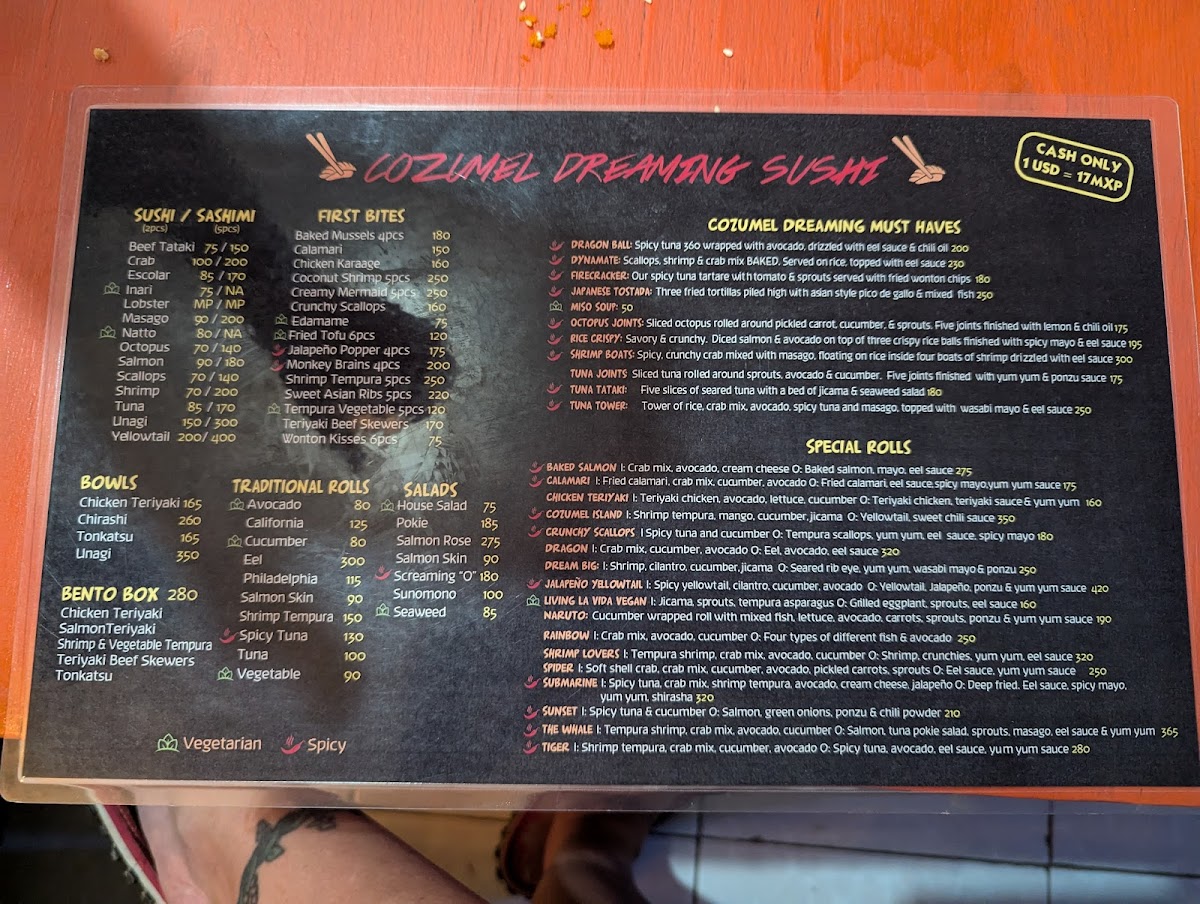 COZUMEL DREAMING SUSHI
CASH ONLY
1 USD = 17MXP
SUSHI / SASHIMI
(2pcs) (5pcs)
Beef Tataki 75 / 150
Crab 100 / 200
Escolar 85 / 170
Inari 75 / NA
Lobster MP / MP
Masago 90 / 200
Natto 80 / NA
Octopus 70 / 140
Salmon 90 / 180
Scallops 70 / 140
Shrimp 70 / 200
Tuna 85 / 170
Unagi 150 / 300
Yellowtail 200/ 400
FIRST BITES
Baked Mussels 4pcs 180
Calamari 150
Chicken Karaage 160
Coconut Shrimp 5pcs 250
Creamy Mermaid 5pcs 250
Crunchy Scallops 160
Edamame 75
Fried Tofu 6pcs 120
Jalapeño Popper 4pcs 175
Monkey Brains 4pcs 200
Shrimp Tempura 5pcs 250
Sweet Asian Ribs 5pcs 220
Tempura Vegetable 5pcs 120
Teriyaki Beef Skewers 170
Wonton Kisses 6pcs 75
BOWLS
Chicken Teriyaki 165
Chirashi 260
Tonkatsu 165
Unagi 350
BENTO BOX 280
Chicken Teriyaki
SalmonTeriyaki
Shrimp & Vegetable Tempura
Teriyaki Beef Skewers
Tonkatsu
TRADITIONAL ROLLS
Avocado 80
California 125
Cucumber 80
Eel 300
Philadelphia 115
Salmon Skin 90
Shrimp Tempura 150
Spicy Tuna 130
Tuna 100
Vegetable 90
SALADS
House Salad 75
Pokie 185
Salmon Rose 275
Salmon Skin 90
Screaming "O" 180
Sunomono 100
Seaweed 85
Vegetarian Spicy
COZUMEL DREAMING MUST HAVES
DRAGON BALL: Spicy tuna 360 wrapped with avocado, drizzled with eel sauce & chili oil 200
DYNAMATE: Scallops, shrimp & crab mix BAKED. Served on rice, topped with eel sauce 230
FIRECRACKER: Our spicy tuna tartare with tomato & sprouts served with fried wonton chips 180
JAPANESE TOSTADA: Three fried tortillas piled high with asian style pico de gallo & mixed fish 250
MISO SOUP: 50
OCTOPUS JOINTS: Sliced octopus rolled around pickled carrot, cucumber, & sprouts. Five joints finished with lemon & chili oil 175
RICE CRISPY: Savory & crunchy. Diced salmon & avocado on top of three crispy rice balls finished with spicy mayo & eel sauce 195
SHRIMP BOATS: Spicy, crunchy crab mixed with masago, floating on rice inside four boats of shrimp drizzled with eel sauce 300
TUNA JOINTS Sliced tuna rolled around sprouts, avocado & cucumber. Five joints finished with yum yum & ponzu sauce 175
TUNA TATAKI: Five slices of seared tuna with a bed of jicama & seaweed salad 180
TUNA TOWER: Tower of rice, crab mix, avocado, spicy tuna and masago, topped with wasabi mayo & eel sauce 250
SPECIAL ROLLS
BAKED SALMON I: Crab mix, avocado, cream cheese O: Baked salmon, mayo, eel sauce 275
CALAMARI I: Fried calamari, crab mix, cucumber, avocado O: Fried calamari, eel sauce, spicy mayo,yum yum sauce 175
CHICKEN TERIYAKI I: Teriyaki chicken, avocado, lettuce, cucumber O: Teriyaki chicken, teriyaki sauce & yum yum 160
COZUMEL ISLAND I: Shrimp tempura, mango, cucumber, jicama O: Yellowtail, sweet chili sauce 350
CRUNCHY SCALLOPS I Spicy tuna and cucumber O: Tempura scallops, yum yum, eel sauce, spicy mayo 180
DRAGON I: Crab mix, cucumber, avocado O: Eel, avocado, eel sauce 320
DREAM BIG: I: Shrimp, cilantro, cucumber, jicama O: Seared rib eye, yum yum, wasabi mayo & ponzu 250
JALAPEÑO YELLOWTAIL I: Spicy yellowtail, cilantro, cucumber, avocado O: Yellowtail, Jalapeño, ponzu & yum yum sauce 420
LIVING LA VIDA VEGAN I: Jicama, sprouts, tempura asparagus O: Grilled eggplant, sprouts, eel sauce 160
NARUTO: Cucumber wrapped roll with mixed fish, lettuce, avocado, carrots, sprouts, ponzu & yum yum sauce 190
RAINBOW I: Crab mix, avocado, cucumber O: Four types of different fish & avocado 250
SHRIMP LOVERS I: Tempura shrimp, crab mix, avocado, cucumber O: Shrimp, crunchies, yum yum, eel sauce 320
SPIDER I: Soft shell crab, crab mix, cucumber, avocado, pickled carrots, sprouts O: Eel sauce, yum yum sauce 250
SUBMARINE I: Spicy tuna, crab mix, shrimp tempura, avocado, cream cheese, jalapeño O: Deep fried. Eel sauce, spicy mayo,
yum yum, shirasha 320
SUNSET I: Spicy tuna & cucumber O: Salmon, green onions, ponzu & chili powder 210
THE WHALE I: Tempura shrimp, crab mix, avocado, cucumber O: Salmon, tuna pokie salad, sprouts, masago, eel sauce & yum yum 365
TIGER I: Shrimp tempura, crab mix, cucumber, avocado O: Spicy tuna, avocado, eel sauce, yum yum sauce 280